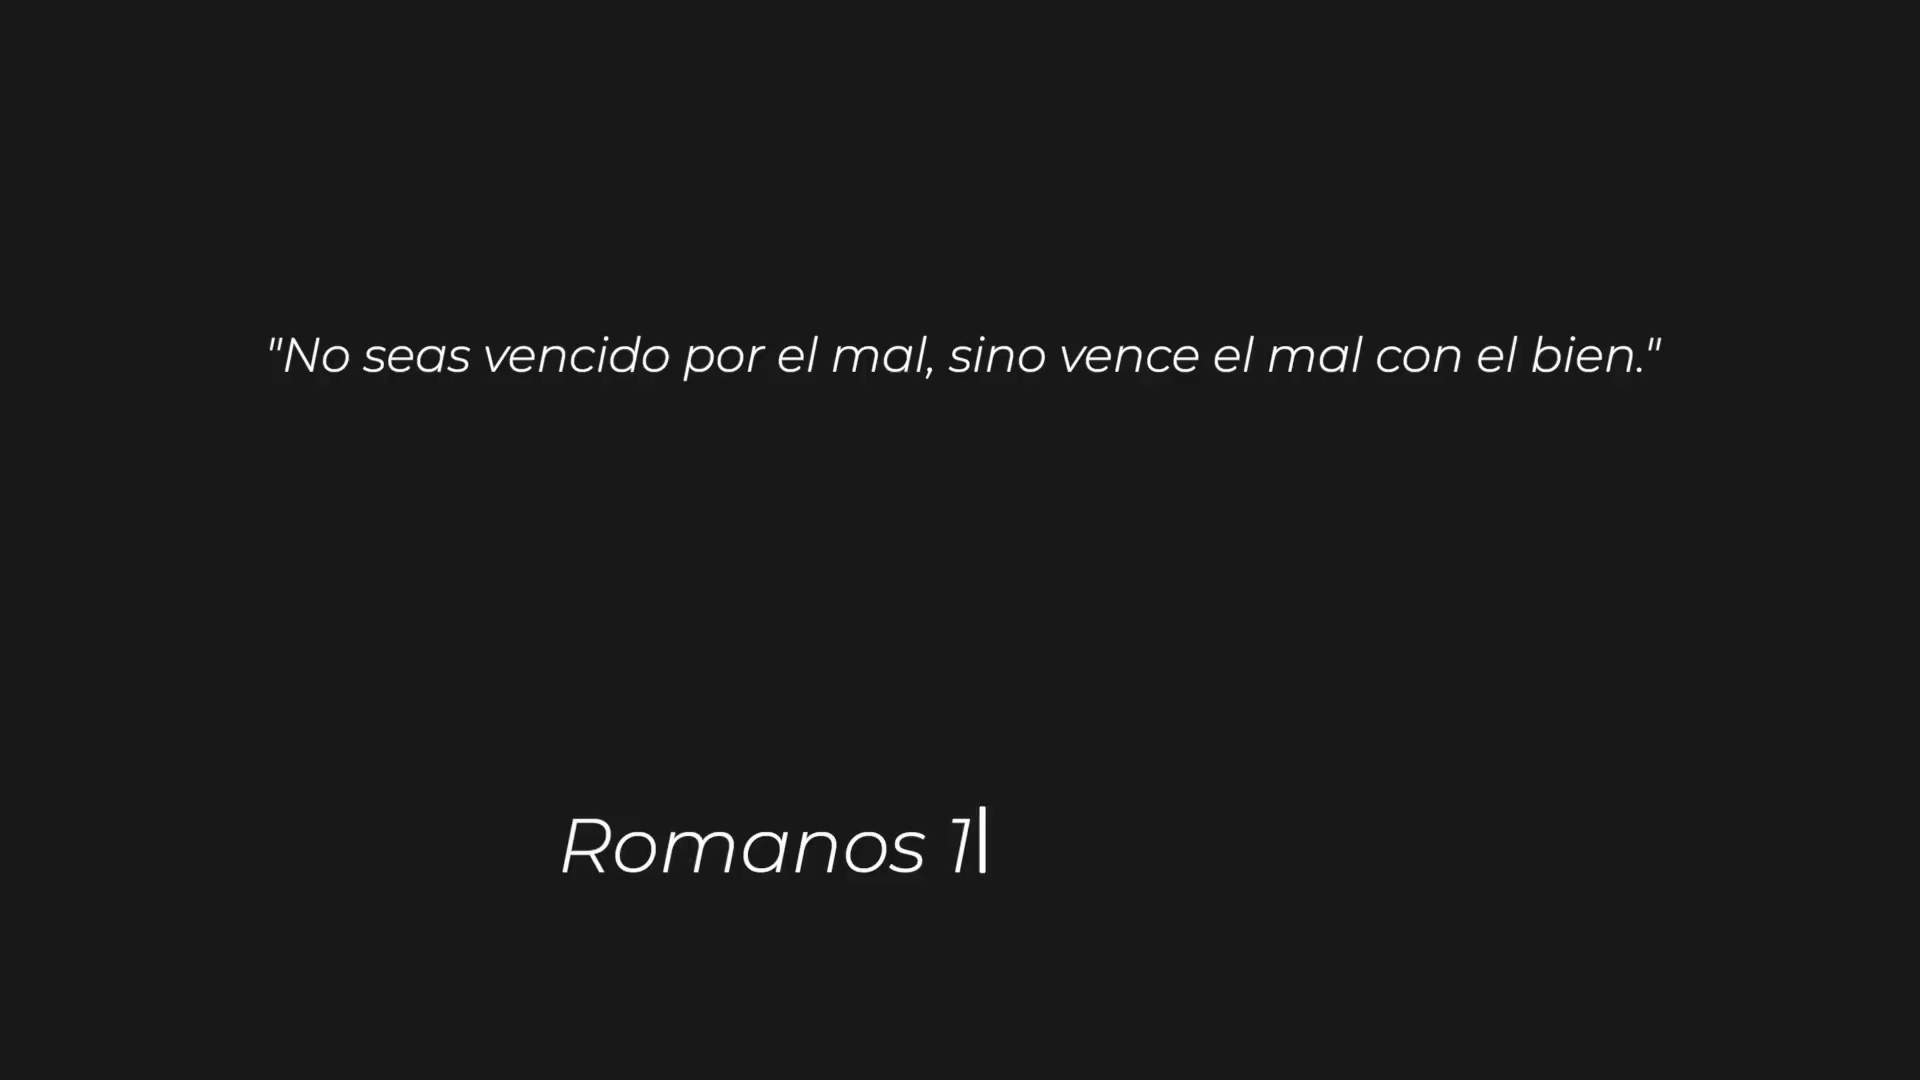 "No seas vencido por el mal, sino vence el mal con el bien."
Romanos 1